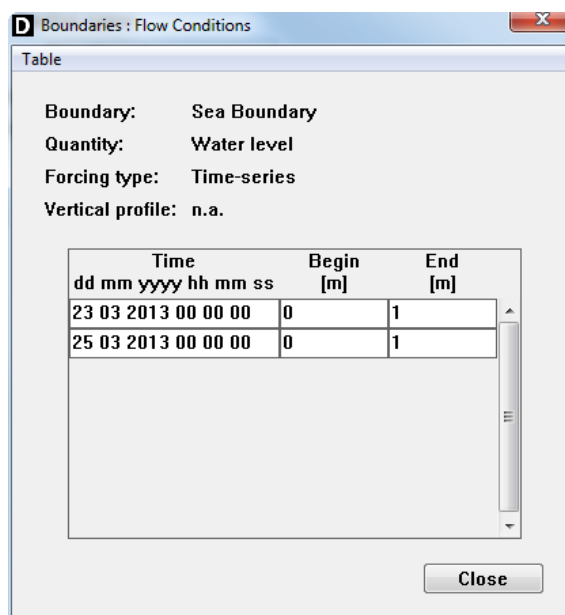 D Boundaries : Flow Conditions
Table
Boundary: Sea Boundary
Quantity: Water level
Forcing type: Time-series
Vertical profile: n.a.
Time Begin End
dd mm yyyy hh mm ss [m] [m]
23 03 2013 00 00 00 0 1
25 03 2013 00 00 00 0 1
Close